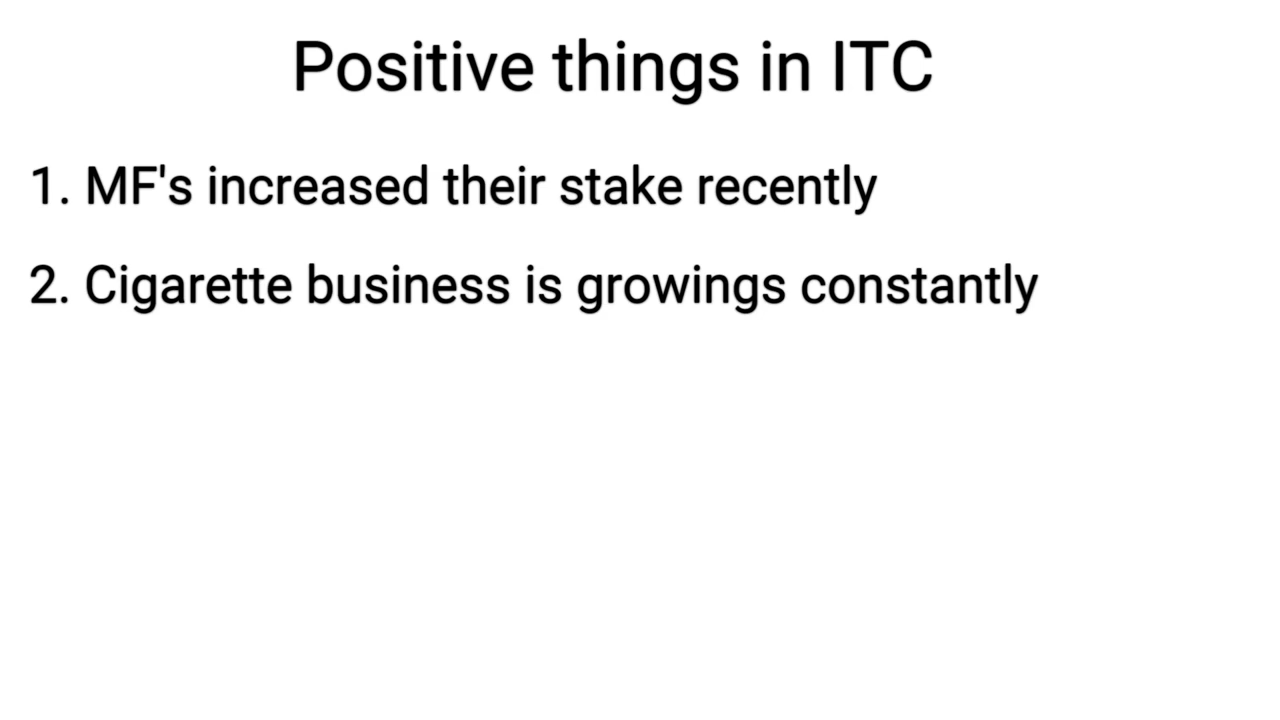 Positive things in ITC
1. MF's increased their stake recently
2. Cigarette business is growings constantly